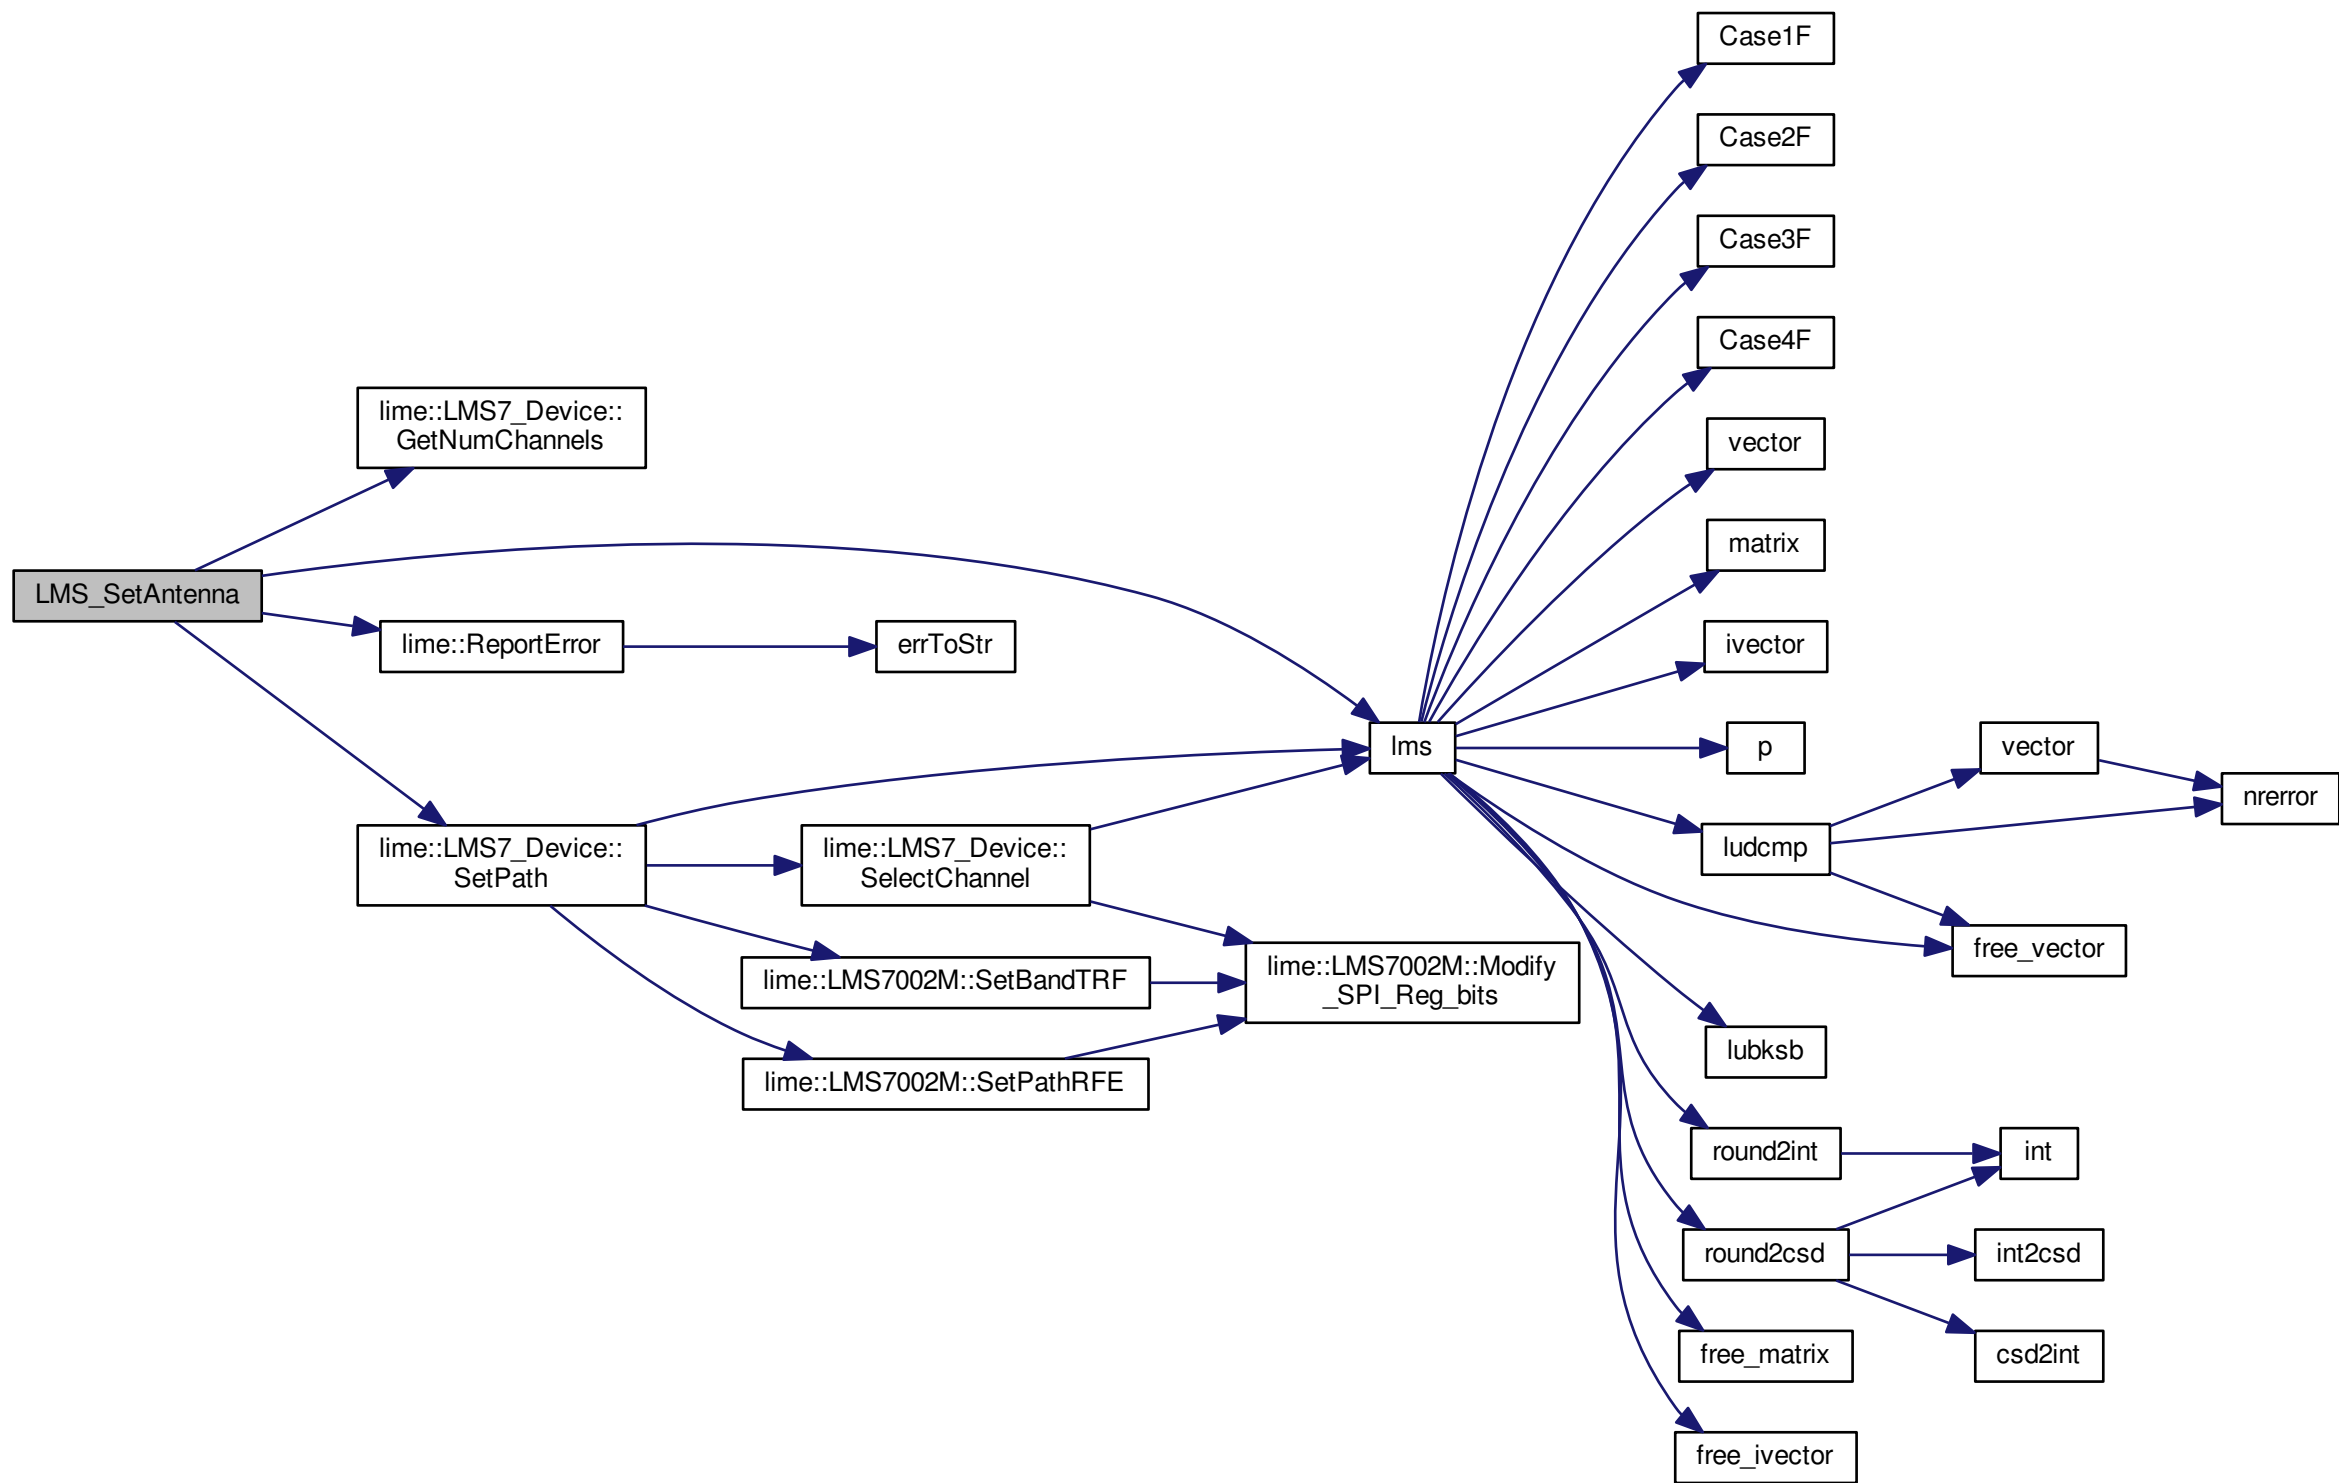 LMS_SetAntenna
lime::LMS7_Device::
GetNumChannels
lime::ReportError
errToStr
lime::LMS7_Device::
SetPath
lime::LMS7_Device::
SelectChannel
lime::LMS7002M::SetBandTRF
lime::LMS7002M::SetPathRFE
lime::LMS7002M::Modify
_SPI_Reg_bits
lms
Case1F
Case2F
Case3F
Case4F
vector
matrix
ivector
p
ludcmp
vector
nrerror
free_vector
lubksb
round2int
int
round2csd
int2csd
csd2int
free_matrix
free_ivector